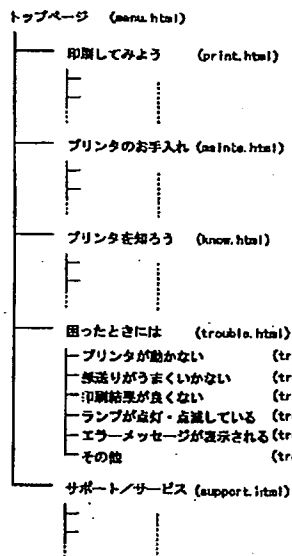 トップページ (menu.html)
印刷してみよう (print.html)
プリンタのお手入れ (mainte.html)
プリンタを知ろう (know.html)
困ったときには (trouble.html)
プリンタが動かない (tr
紙送りがうまくいかない (tr
印刷結果が良くない (tr
ランプが点灯・点滅している (tr
エラーメッセージが表示される (tr
その他 (tr
サポート/サービス (support.html)